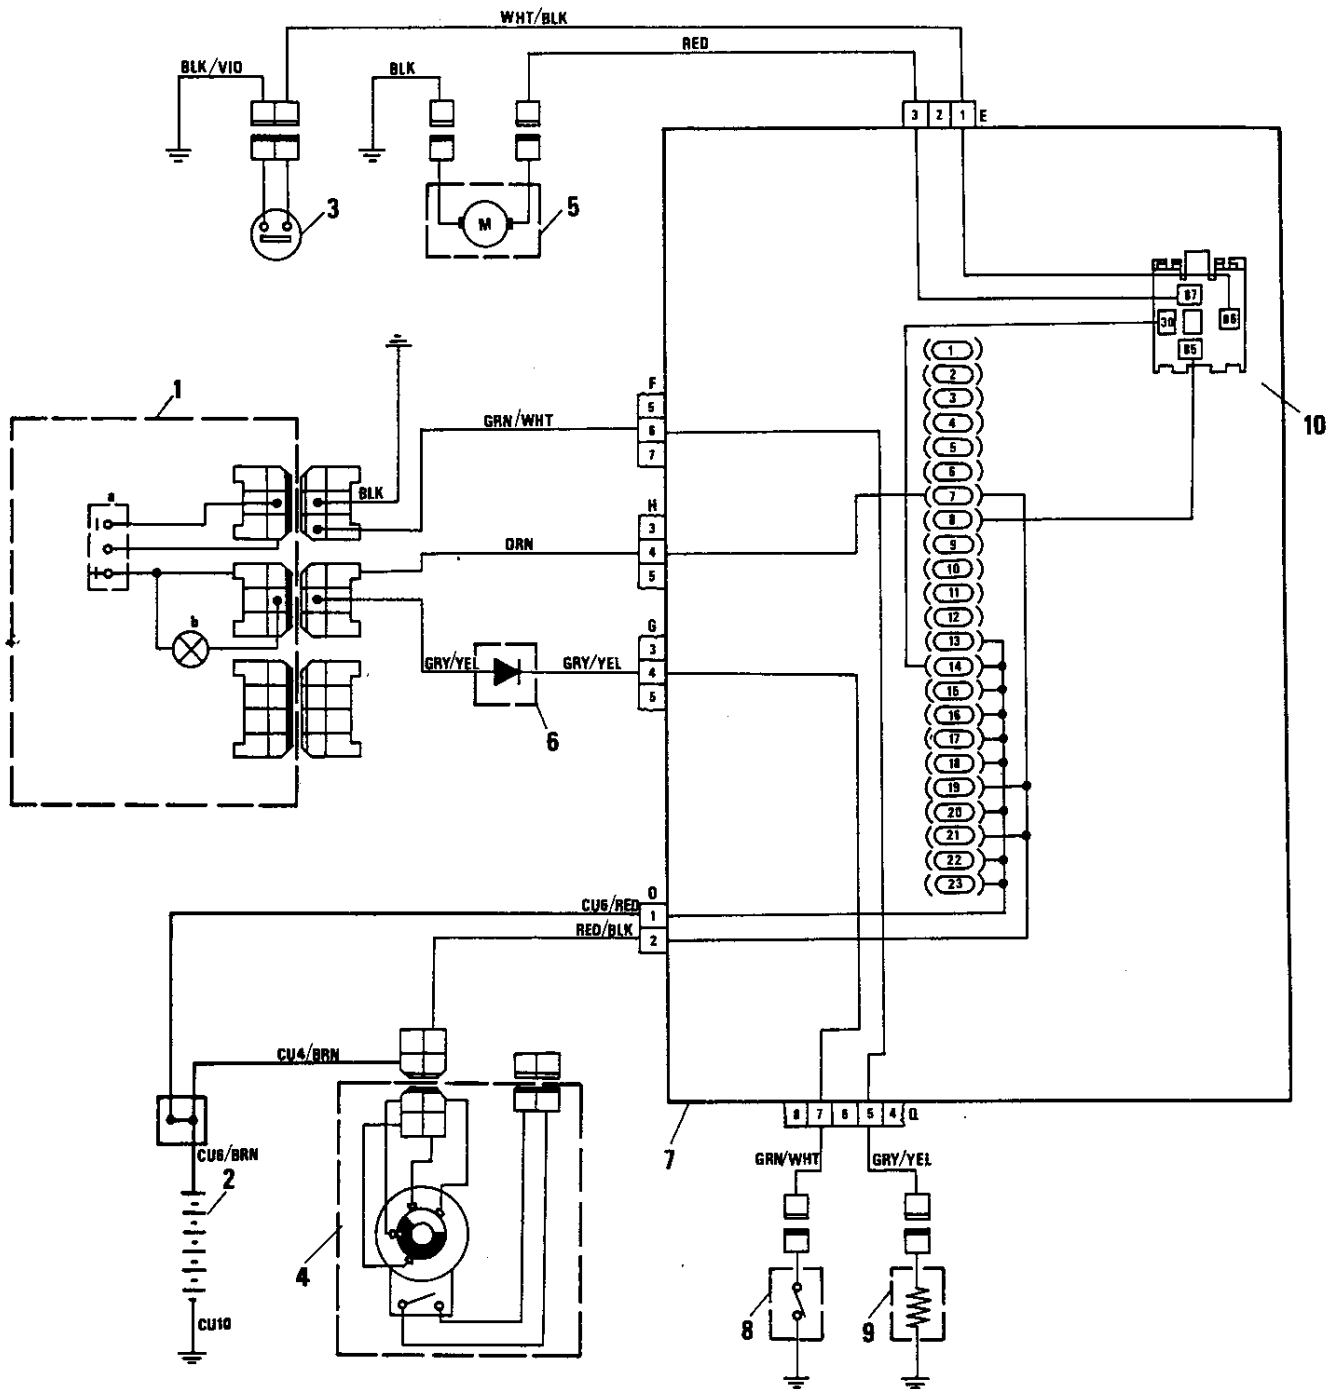 WHT/BLK
RED
BLK/VIO
BLK
3 2 1 E
3
M
5
87
30
86
85
1
2
3
4
5
6
7
8
9
10
11
12
13
14
15
16
17
18
19
20
21
22
23
10
1
F
5
6
7
GRN/WHT
BLK
a
H
3
4
5
ORN
b
G
3
4
5
GRY/YEL
GRY/YEL
6
O
1
2
CU6/RED
RED/BLK
CU4/BRN
CU6/BRN
2
CU10
4
7
8 7 6 5 4 Q
GRN/WHT
GRY/YEL
8
9